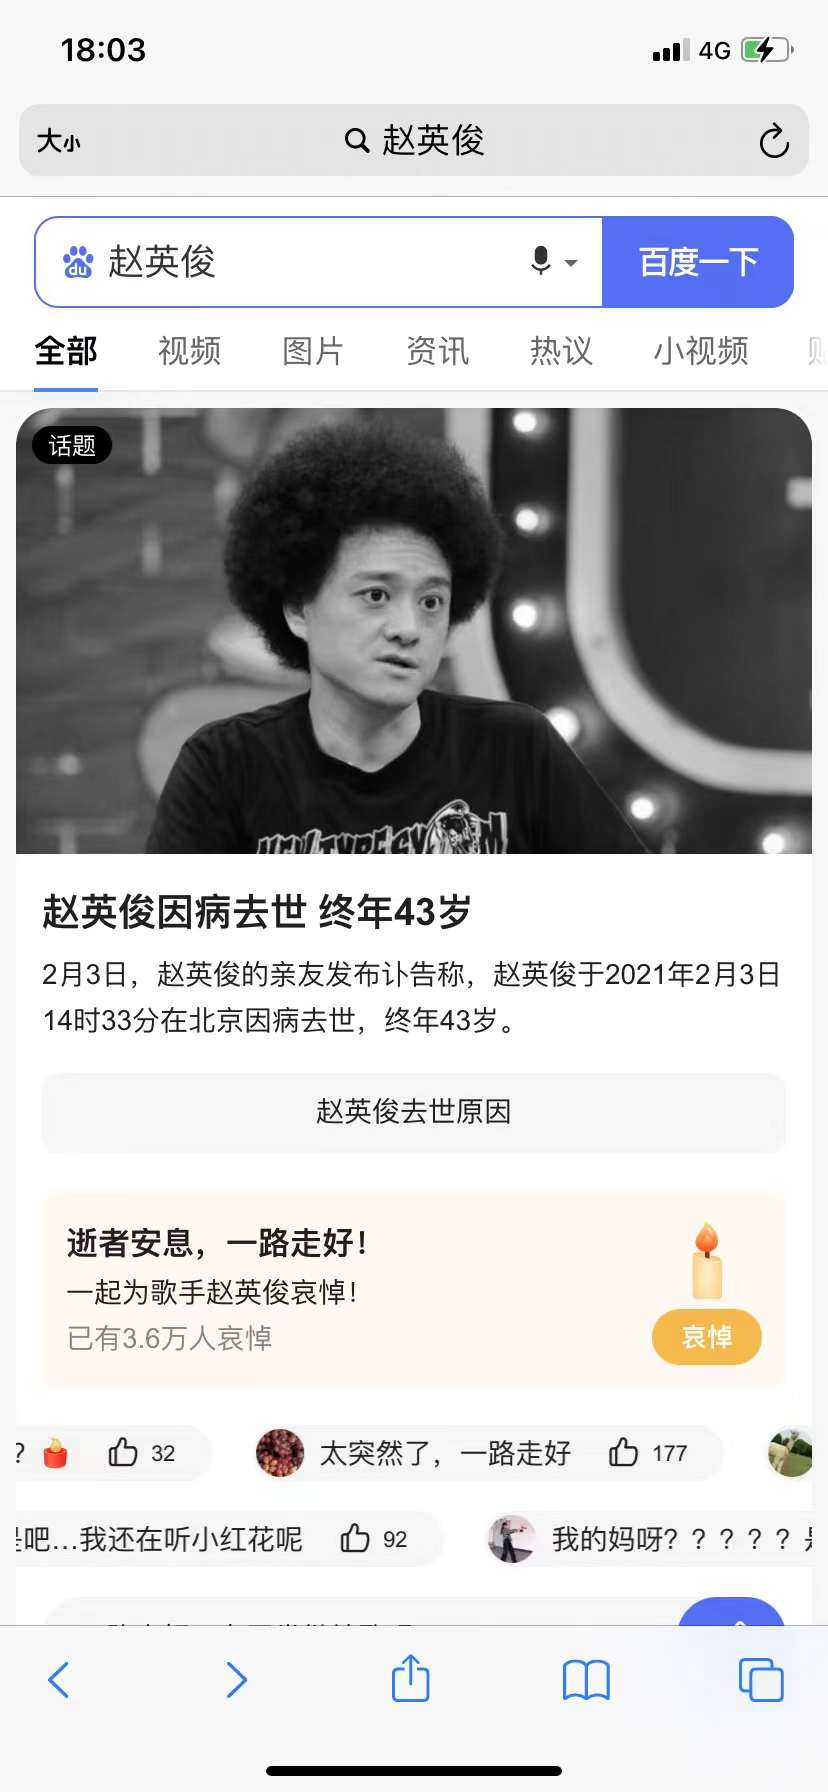 18:03
4G
大小
赵英俊
du
赵英俊
百度一下
全部 视频 图片 资讯 热议 小视频
话题
赵英俊因病去世 终年43岁
2月3日，赵英俊的亲友发布讣告称，赵英俊于2021年2月3日
14时33分在北京因病去世，终年43岁。
赵英俊去世原因
逝者安息，一路走好！
一起为歌手赵英俊哀悼！
已有3.6万人哀悼
哀悼
? 32 太突然了，一路走好 177
是吧...我还在听小红花呢 92 我的妈呀？？？？？